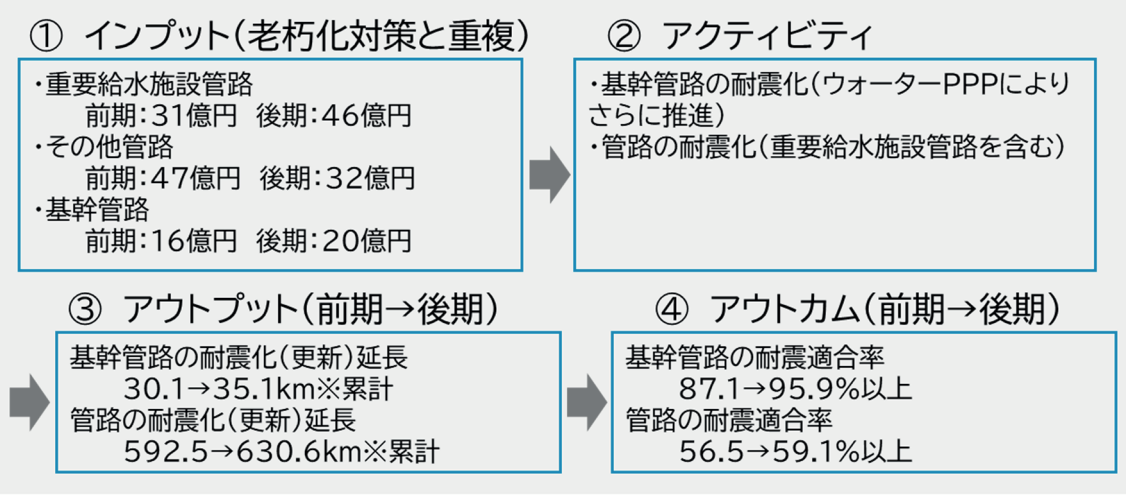 ① インプット(老朽化対策と重複)
・重要給水施設管路
前期:31億円 後期:46億円
・その他管路
前期:47億円 後期:32億円
・基幹管路
前期:16億円 後期:20億円
② アクティビティ
・基幹管路の耐震化(ウォーターPPPにより
さらに推進)
・管路の耐震化(重要給水施設管路を含む)
③ アウトプット(前期→後期)
基幹管路の耐震化(更新)延長
30.1→35.1km※累計
管路の耐震化(更新)延長
592.5→630.6km※累計
④ アウトカム(前期→後期)
基幹管路の耐震適合率
87.1→95.9%以上
管路の耐震適合率
56.5→59.1%以上